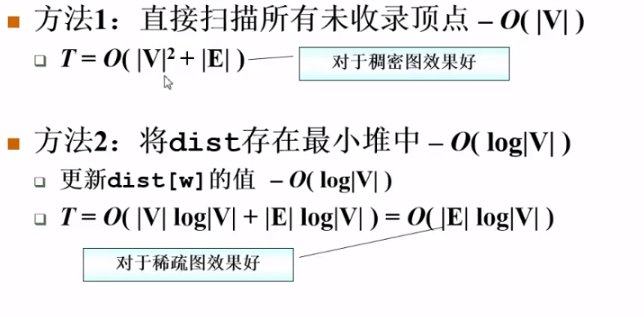 方法1：直接扫描所有未收录顶点 – O( |V| )
T = O( |V|² + |E| )
对于稠密图效果好
方法2：将dist存在最小堆中 – O( log|V| )
更新dist[w]的值 – O( log|V| )
T = O( |V| log|V| + |E| log|V| ) = O( |E| log|V| )
对于稀疏图效果好